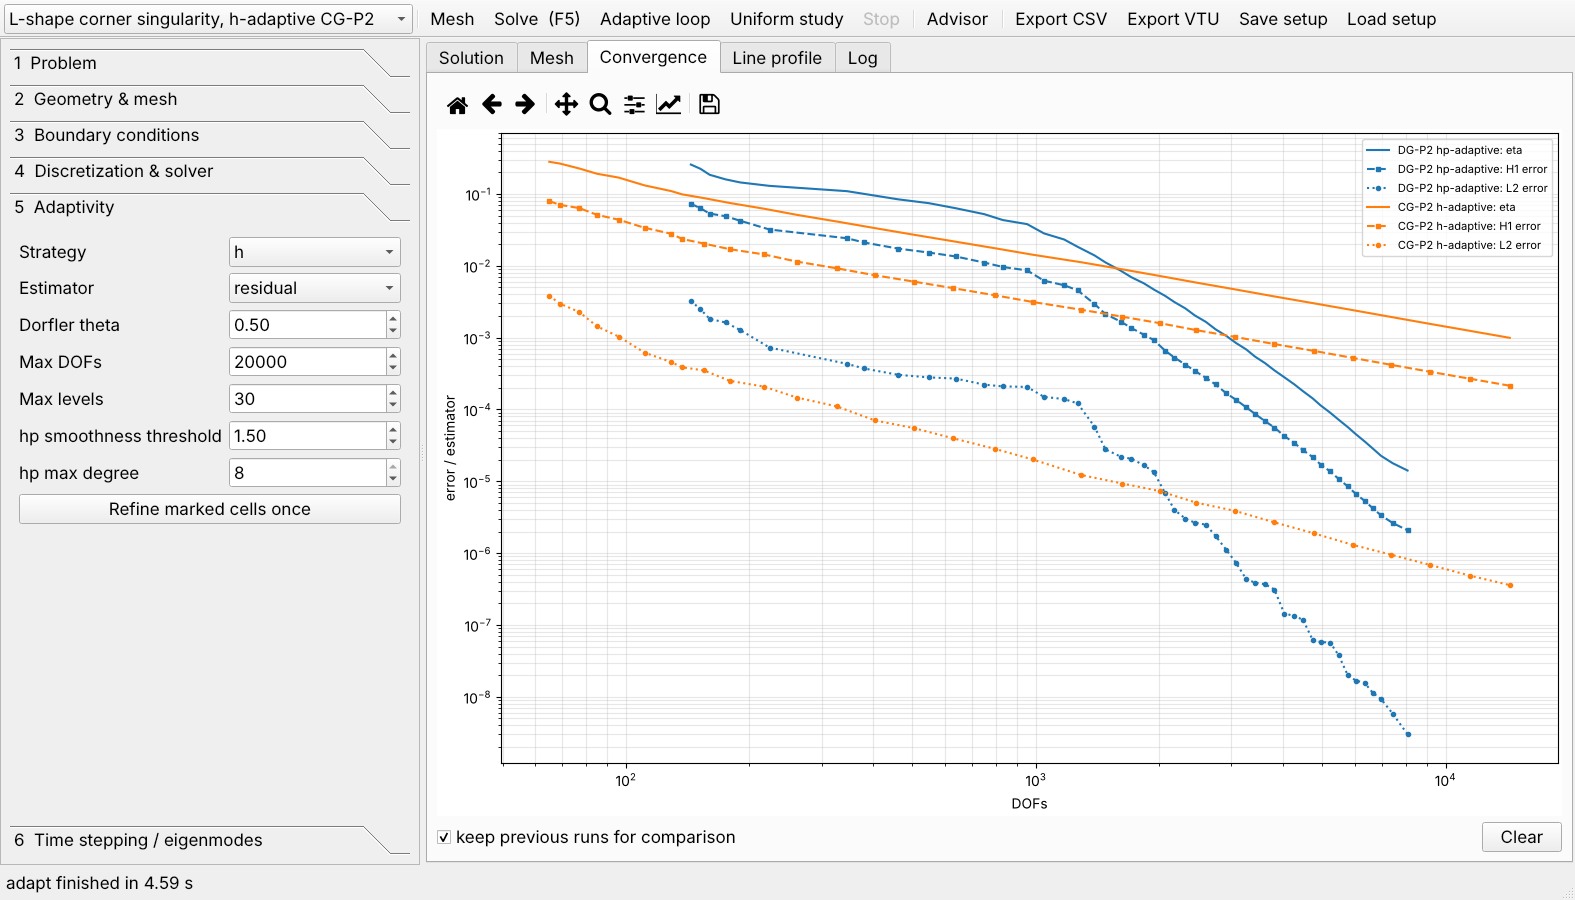 L-shape corner singularity, h-adaptive CG-P2
Mesh Solve (F5) Adaptive loop Uniform study Stop Advisor Export CSV Export VTU Save setup Load setup
1 Problem
2 Geometry & mesh
3 Boundary conditions
4 Discretization & solver
5 Adaptivity
Strategy h
Estimator residual
Dorfler theta 0.50
Max DOFs 20000
Max levels 30
hp smoothness threshold 1.50
hp max degree 8
Refine marked cells once
6 Time stepping / eigenmodes
Solution Mesh Convergence Line profile Log
DG-P2 hp-adaptive: eta
DG-P2 hp-adaptive: H1 error
DG-P2 hp-adaptive: L2 error
CG-P2 h-adaptive: eta
CG-P2 h-adaptive: H1 error
CG-P2 h-adaptive: L2 error
error / estimator
10⁻¹
10⁻²
10⁻³
10⁻⁴
10⁻⁵
10⁻⁶
10⁻⁷
10⁻⁸
10² 10³ 10⁴
DOFs
keep previous runs for comparison
Clear
adapt finished in 4.59 s